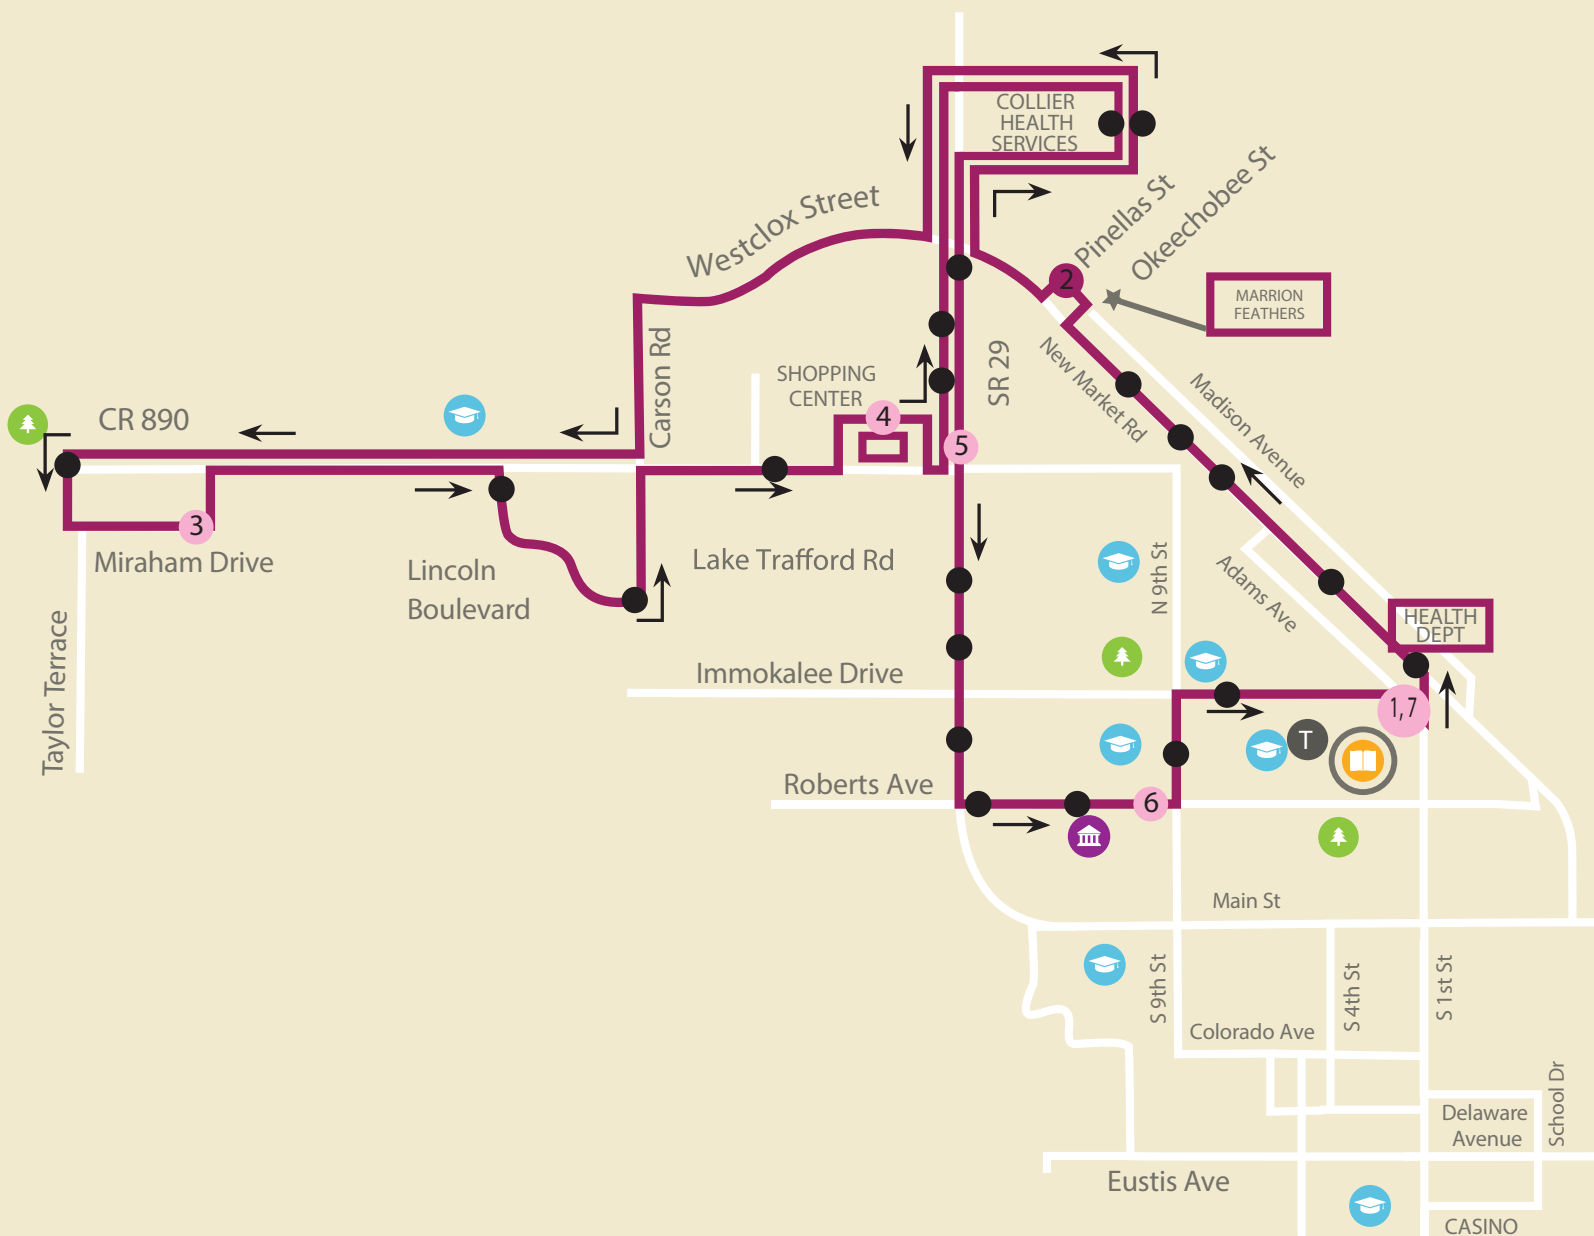 COLLIER
HEALTH
SERVICES
Westclox Street
Pinellas St
Okeechobee St
2
MARRION
FEATHERS
Carson Rd
SHOPPING
CENTER
SR 29
New Market Rd
Madison Avenue
CR 890
4
5
3
Miraham Drive
Lincoln
Boulevard
Lake Trafford Rd
N 9th St
Adams Ave
HEALTH
DEPT
Taylor Terrace
Immokalee Drive
1,7
T
Roberts Ave
6
Main St
S 9th St
S 4th St
S 1st St
Colorado Ave
School Dr
Delaware
Avenue
Eustis Ave
CASINO